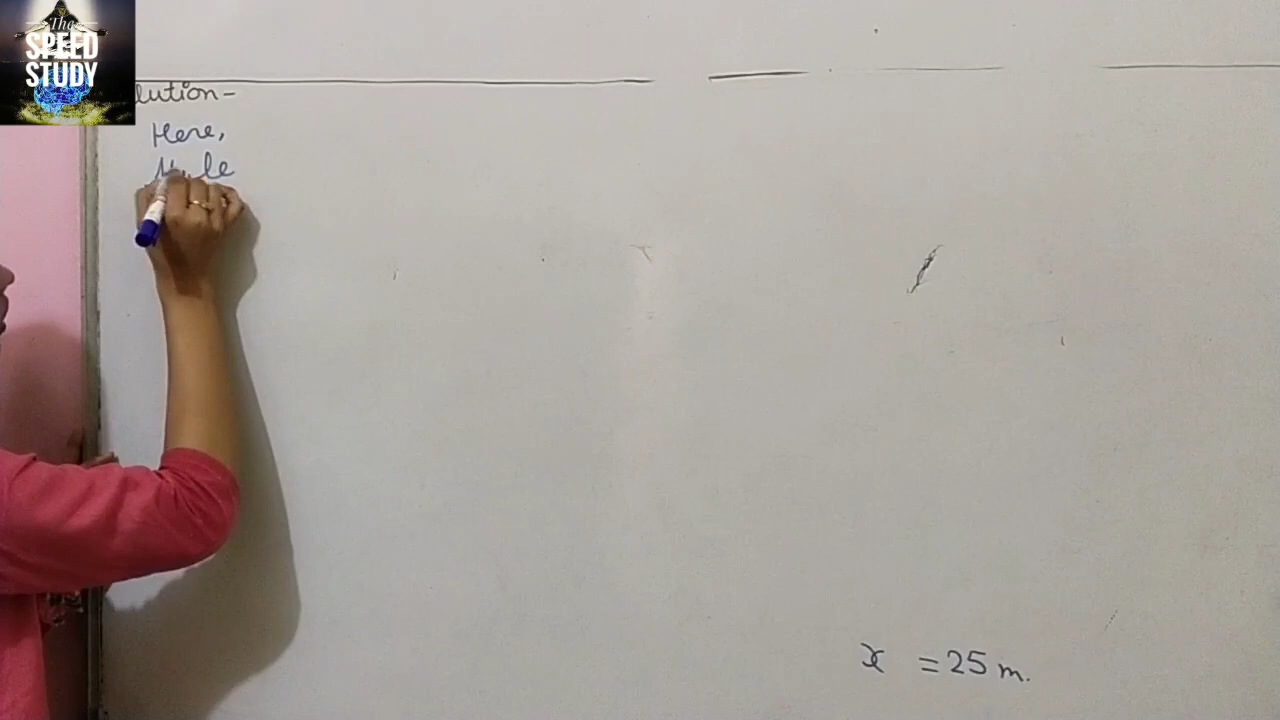 The
SPEED
STUDY
lution-
Here,
x = 25 m.